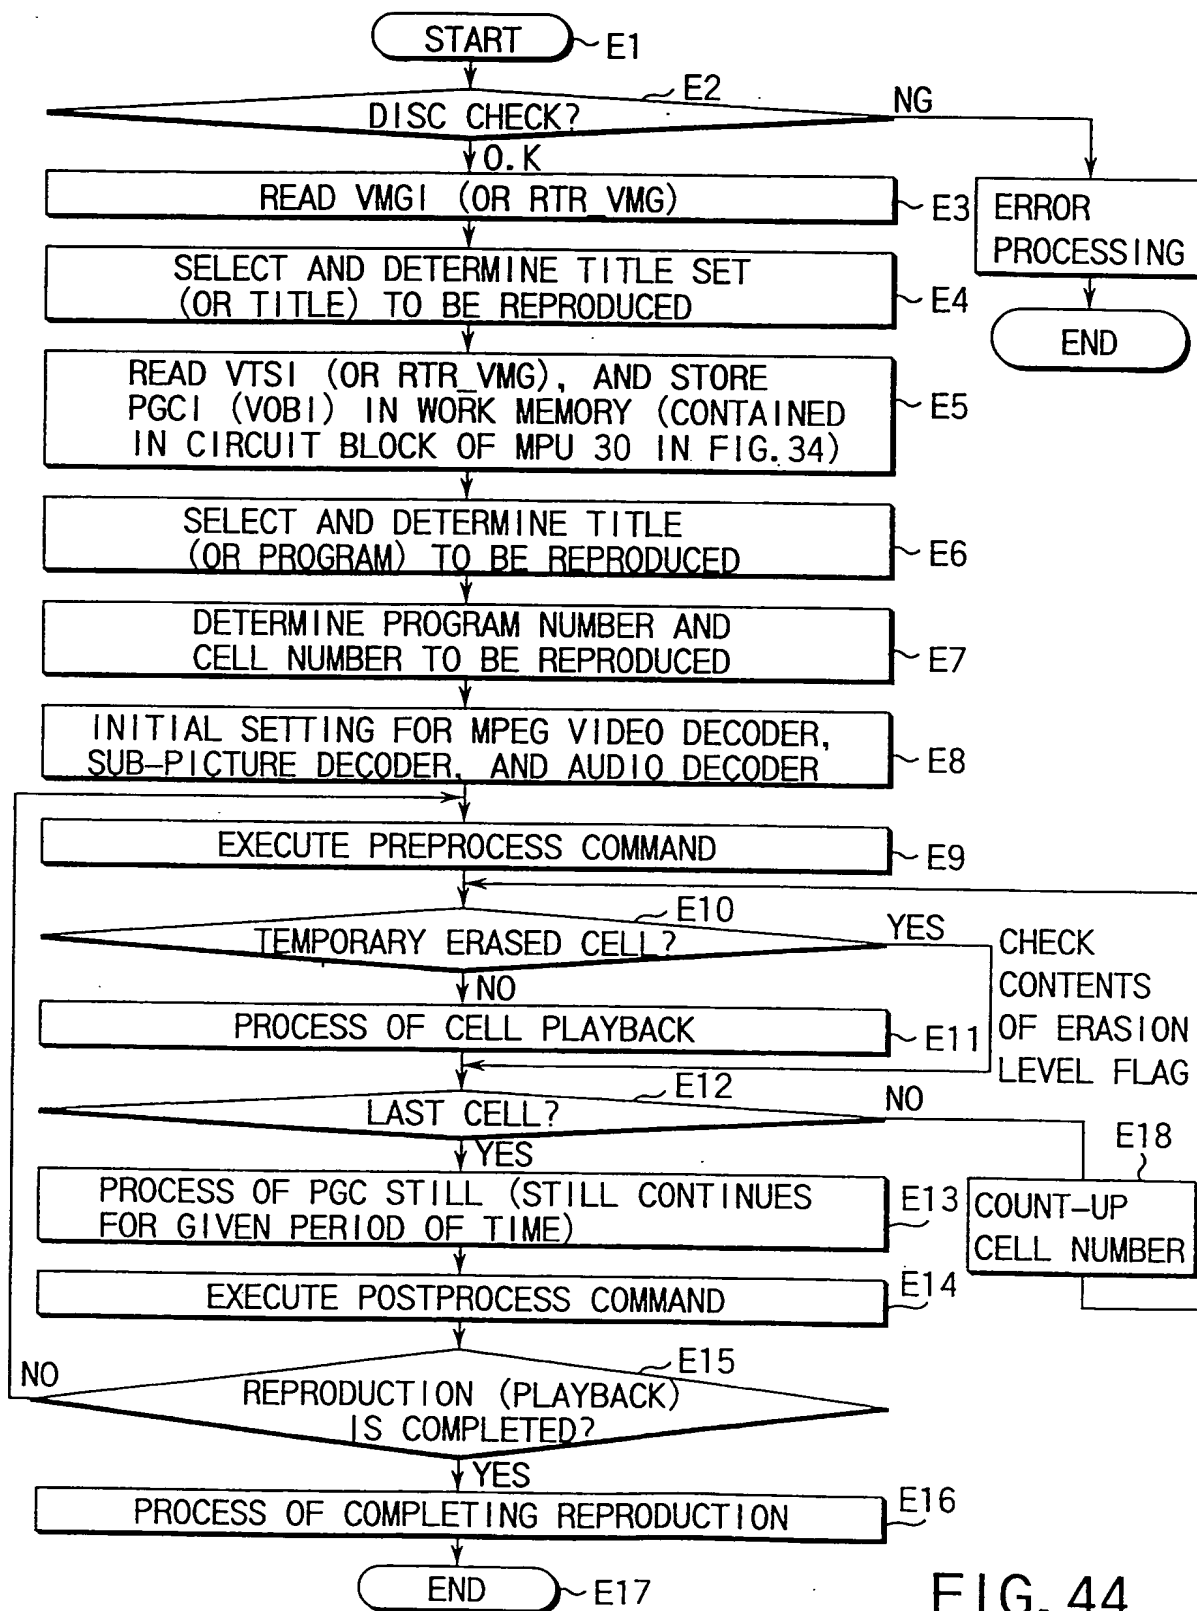 START
E1
E2
DISC CHECK?
NG
O.K
READ VMGI (OR RTR_VMG)
E3
ERROR
PROCESSING
END
SELECT AND DETERMINE TITLE SET
(OR TITLE) TO BE REPRODUCED
E4
READ VTSI (OR RTR_VMG), AND STORE
PGCI (VOBI) IN WORK MEMORY (CONTAINED
IN CIRCUIT BLOCK OF MPU 30 IN FIG.34)
E5
SELECT AND DETERMINE TITLE
(OR PROGRAM) TO BE REPRODUCED
E6
DETERMINE PROGRAM NUMBER AND
CELL NUMBER TO BE REPRODUCED
E7
INITIAL SETTING FOR MPEG VIDEO DECODER,
SUB-PICTURE DECODER, AND AUDIO DECODER
E8
EXECUTE PREPROCESS COMMAND
E9
E10
TEMPORARY ERASED CELL?
YES
CHECK
CONTENTS
OF ERASION
LEVEL FLAG
NO
PROCESS OF CELL PLAYBACK
E11
E12
LAST CELL?
NO
E18
COUNT-UP
CELL NUMBER
YES
PROCESS OF PGC STILL (STILL CONTINUES
FOR GIVEN PERIOD OF TIME)
E13
EXECUTE POSTPROCESS COMMAND
E14
E15
NO
REPRODUCTION (PLAYBACK)
IS COMPLETED?
YES
PROCESS OF COMPLETING REPRODUCTION
E16
END
E17
FIG. 44